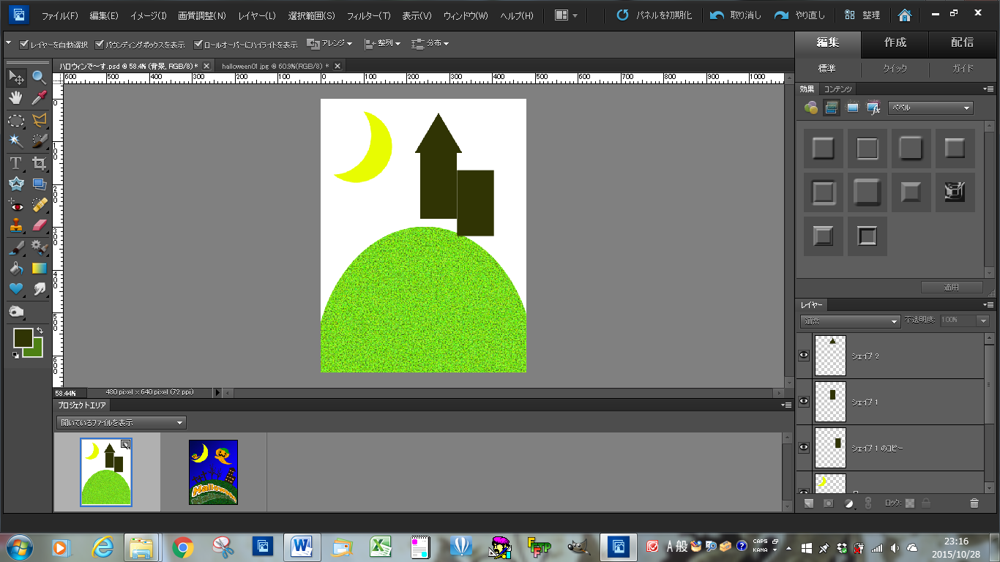 ファイル(F) 編集(E) イメージ(I) 画質調整(N) レイヤー(L) 選択範囲(S) フィルター(T) 表示(V) ウィンドウ(W) ヘルプ(H) パネルを初期化 取り消し やり直し 整理
レイヤーを自動選択 バウンディングボックスを表示 ロールオーバーにハイライトを表示 アレンジ 整列 分布
編集 作成 配信
標準 クイック ガイド
ハロウィンで〜す.psd @ 58.4% (背景, RGB/8) * halloween01.jpg @ 60.9%(RGB/8) *
600 500 400 300 200 100 0 100 200 300 400 500 600 700 800 900 1000
0
100
200
300
400
500
600
効果 コンテンツ
ベベル
適用
レイヤー
通常 不透明度: 100%
シェイプ 2
シェイプ 1
シェイプ 1 のコピー
ロック:
58.44% 480 pixel x 640 pixel (72 ppi)
プロジェクトエリア
開いているファイルを表示
Halloween
A 般 CAPS KANA
FFFTP
23:16
2015/10/28